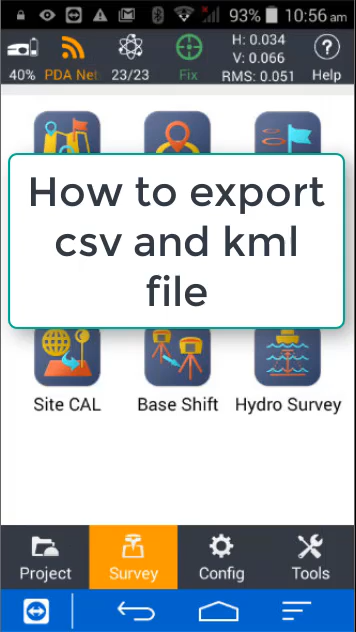 93% 10:56 am
H: 0.034
V: 0.066
40% PDA Net 23/23 Fix RMS: 0.051 Help
How to export
csv and kml
file
Site CAL Base Shift Hydro Survey
Project Survey Config Tools